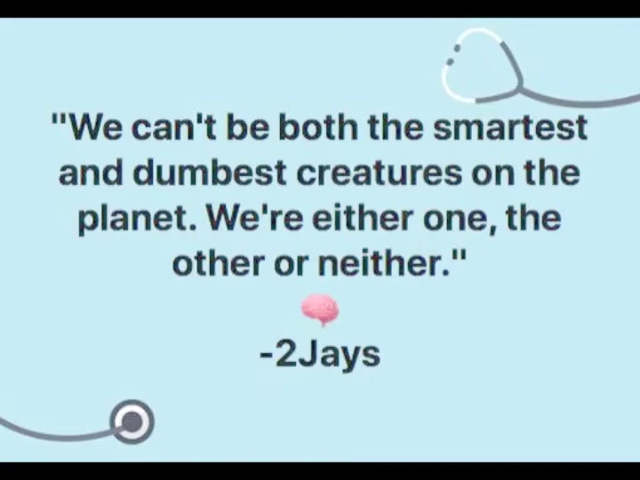 "We can't be both the smartest
and dumbest creatures on the
planet. We're either one, the
other or neither."
🧠
-2Jays